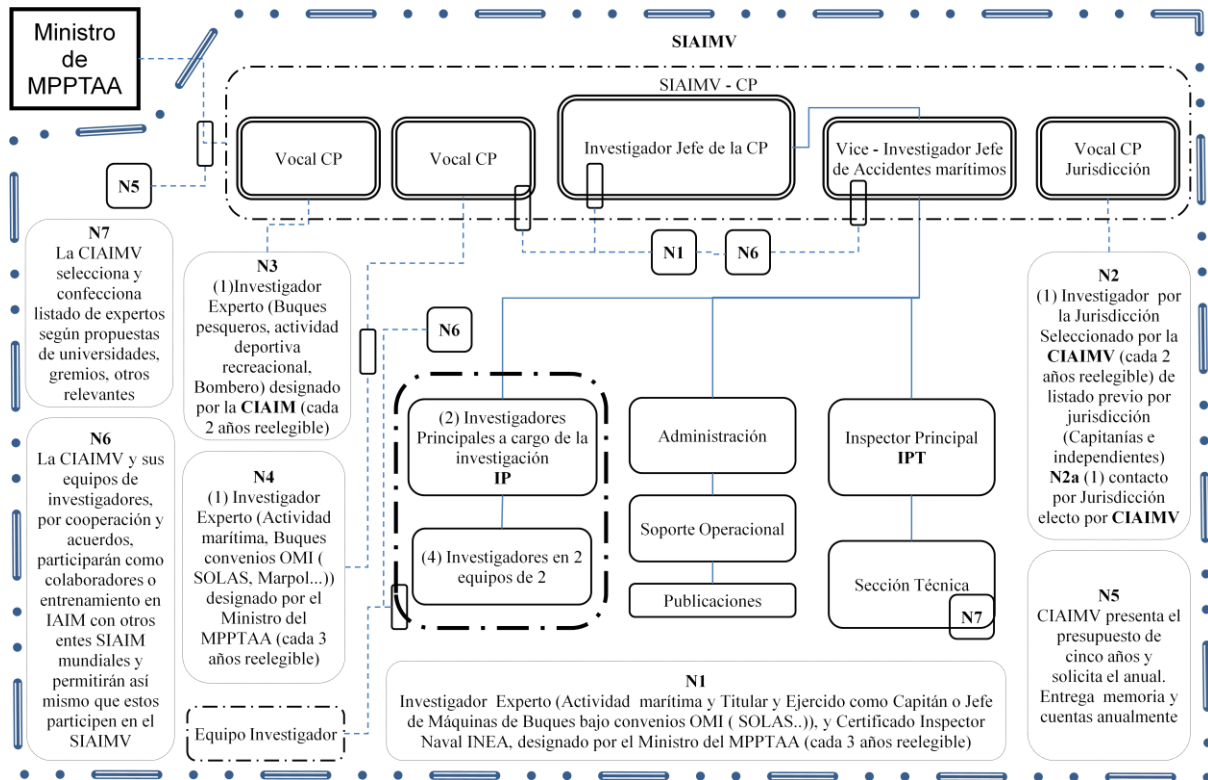 Ministro
de
MPPTAA
SIAIMV
SIAIMV - CP
Vocal CP
Vocal CP
Investigador Jefe de la CP
Vice - Investigador Jefe
de Accidentes marítimos
Vocal CP
Jurisdicción
N5
N1
N6
N6
N7
La CIAIMV
selecciona y
confecciona
listado de expertos
según propuestas
de universidades,
gremios, otros
relevantes
N3
(1)Investigador
Experto (Buques
pesqueros, actividad
deportiva
recreacional,
Bombero) designado
por la CIAIM (cada
2 años reelegible)
N2
(1) Investigador por
la Jurisdicción
Seleccionado por la
CIAIMV (cada 2
años reelegible) de
listado previo por
jurisdicción
(Capitanías e
independientes)
N2a (1) contacto
por Jurisdicción
electo por CIAIMV
(2) Investigadores
Principales a cargo de la
investigación
IP
Administración
Inspector Principal
IPT
N6
La CIAIMV y sus
equipos de
investigadores,
por cooperación y
acuerdos,
participarán como
colaboradores o
entrenamiento en
IAIM con otros
entes SIAIM
mundiales y
permitirán así
mismo que estos
participen en el
SIAIMV
N4
(1) Investigador
Experto (Actividad
marítima, Buques
convenios OMI (
SOLAS, Marpol...))
designado por el
Ministro del
MPPTAA (cada 3
años reelegible)
(4) Investigadores en 2
equipos de 2
Soporte Operacional
Publicaciones
Sección Técnica
N7
N5
CIAIMV presenta el
presupuesto de
cinco años y
solicita el anual.
Entrega memoria y
cuentas anualmente
Equipo Investigador
N1
Investigador Experto (Actividad marítima y Titular y Ejercido como Capitán o Jefe
de Máquinas de Buques bajo convenios OMI ( SOLAS..)), y Certificado Inspector
Naval INEA, designado por el Ministro del MPPTAA (cada 3 años reelegible)